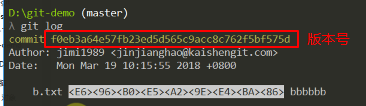 D:\git-demo (master)
λ git log
commit f0eb3a64e57fb23ed5d565c9acc8c762f5bf575d 版本号
Author: jimi1989 <jinjianghao@kaishengit.com>
Date: Mon Mar 19 10:15:55 2018 +0800
b.txt <E6><96><B0><E5><A2><9E><E4><BA><86> bbbbbb